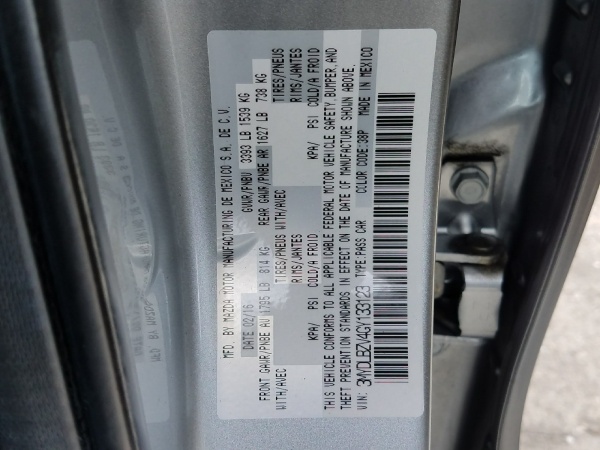 MFD. BY MAZDA MOTOR MANUFACTURING DE MEXICO S.A. DE C.V.
DATE 02/16 GVWR/PNBV 3393 LB 1539 KG
FRONT GAWR/PNBE AV 1795 LB 814 KG REAR GAWR/PNBE AR 1627 LB 738 KG
WITH/AVEC TIRES/PNEUS WITH/AVEC TIRES/PNEUS
RIMS/JANTES RIMS/JANTES
KPA/ PSI COLD/A FROID KPA/ PSI COLD/A FROID
THIS VEHICLE CONFORMS TO ALL APPLICABLE FEDERAL MOTOR VEHICLE SAFETY, BUMPER, AND
THEFT PREVENTION STANDARDS IN EFFECT ON THE DATE OF MANUFACTURE SHOWN ABOVE.
VIN: 3MYDLBZV4GY133123 TYPE:PASS CAR COLOR CODE:38P MADE IN MEXICO